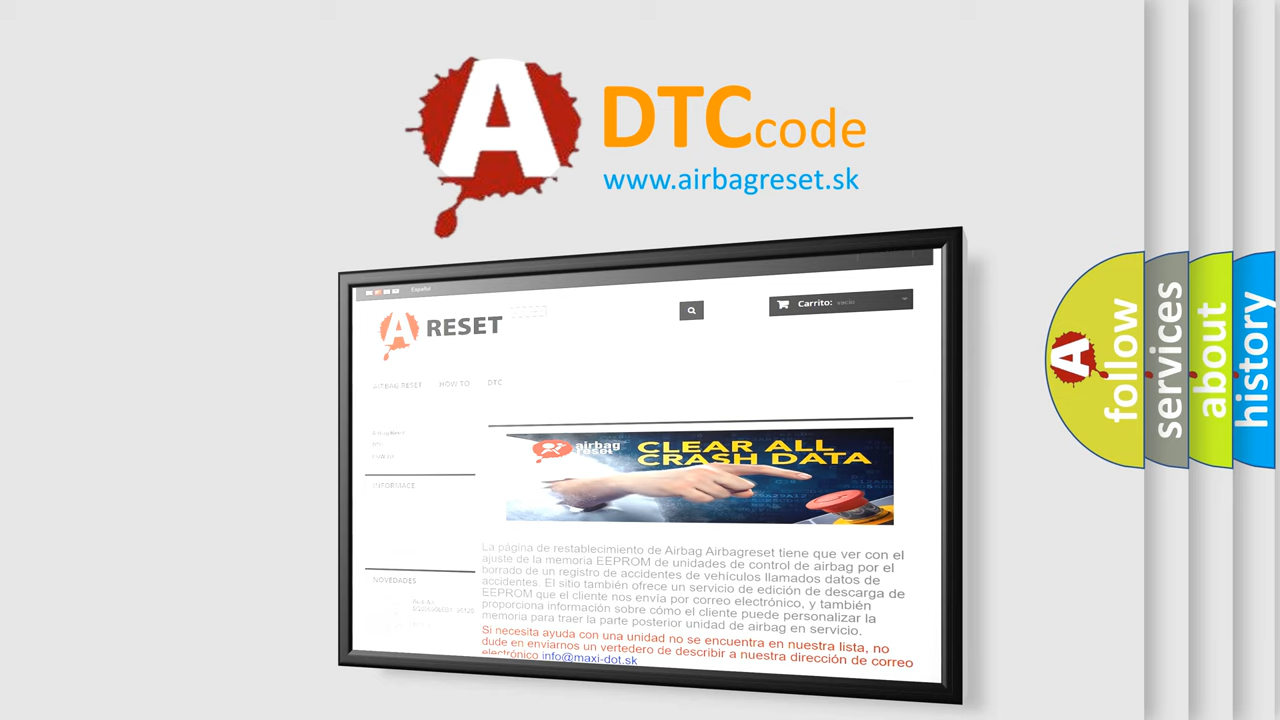 A DTCcode
www.airbagreset.sk
Español
A RESET
Carrito: vacío
AIRBAG RESET HOW TO DTC
INFORMACE
airbag
reset
CLEAR ALL
CRASH DATA
La página de restablecimiento de Airbag Airbagreset tiene que ver con el
ajuste de la memoria EEPROM de unidades de control de airbag por el
borrado de un registro de accidentes de vehículos llamados datos de
accidentes. El sitio también ofrece un servicio de edición de descarga de
EEPROM que el cliente nos envía por correo electrónico, y también
proporciona información sobre cómo el cliente puede personalizar la
memoria para traer la parte posterior unidad de airbag en servicio.
Si necesita ayuda con una unidad no se encuentra en nuestra lista, no
dude en enviarnos un vertedero de describir a nuestra dirección de correo
electrónico info@maxi-dot.sk
NOVEDADES
A
follow
services
about
history